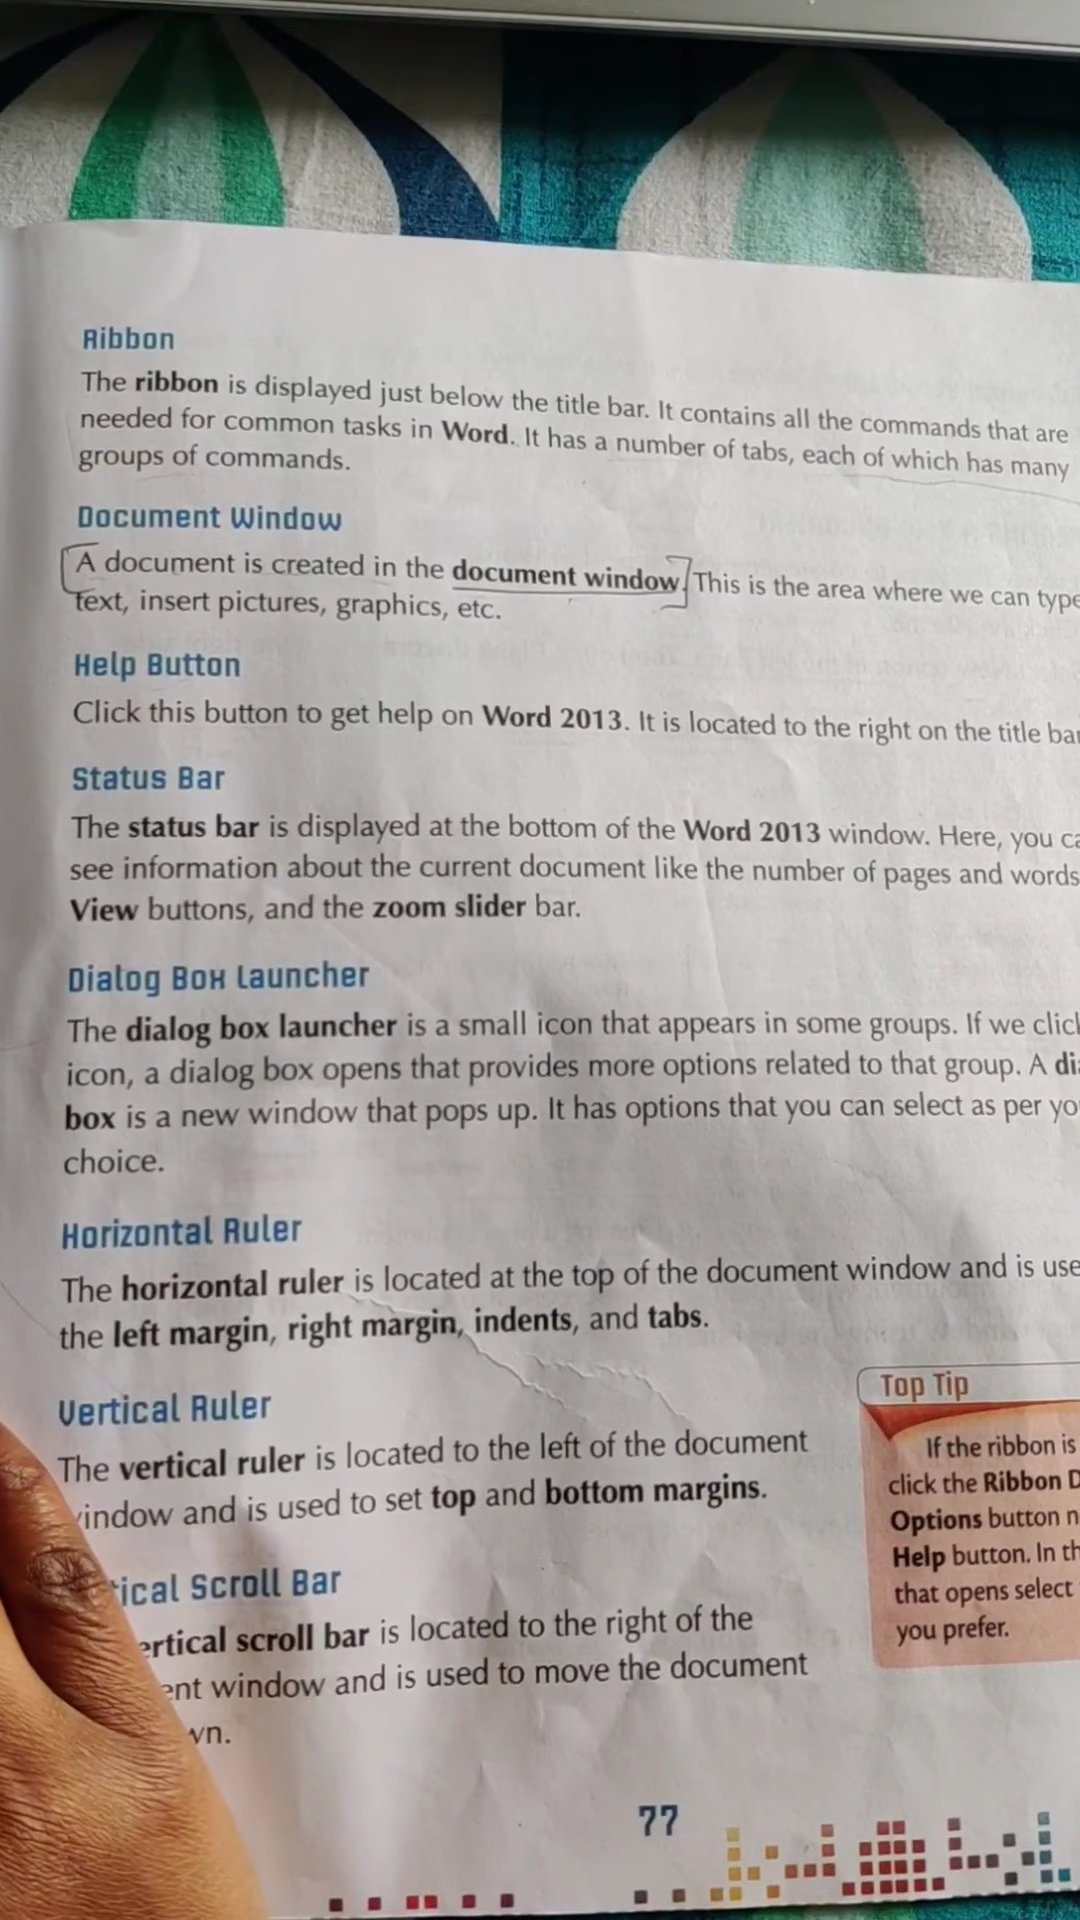 Ribbon
The ribbon is displayed just below the title bar. It contains all the commands that are
needed for common tasks in Word. It has a number of tabs, each of which has many
groups of commands.
Document Window
A document is created in the document window. This is the area where we can type
text, insert pictures, graphics, etc.
Help Button
Click this button to get help on Word 2013. It is located to the right on the title bar
Status Bar
The status bar is displayed at the bottom of the Word 2013 window. Here, you
see information about the current document like the number of pages and words
View buttons, and the zoom slider bar.
Dialog Box Launcher
The dialog box launcher is a small icon that appears in some groups. If we
icon, a dialog box opens that provides more options related to that group. A
box is a new window that pops up. It has options that you can select as per
choice.
Horizontal Ruler
The horizontal ruler is located at the top of the document window and is
the left margin, right margin, indents, and tabs.
Vertical Ruler
The vertical ruler is located to the left of the document
indow and is used to set top and bottom margins.
tical Scroll Bar
ertical scroll bar is located to the right of the
ent window and is used to move the document
wn.
Top Tip
If the ribbon is
click the Ribbon D
Options button n
Help button. In th
that opens select
you prefer.
77